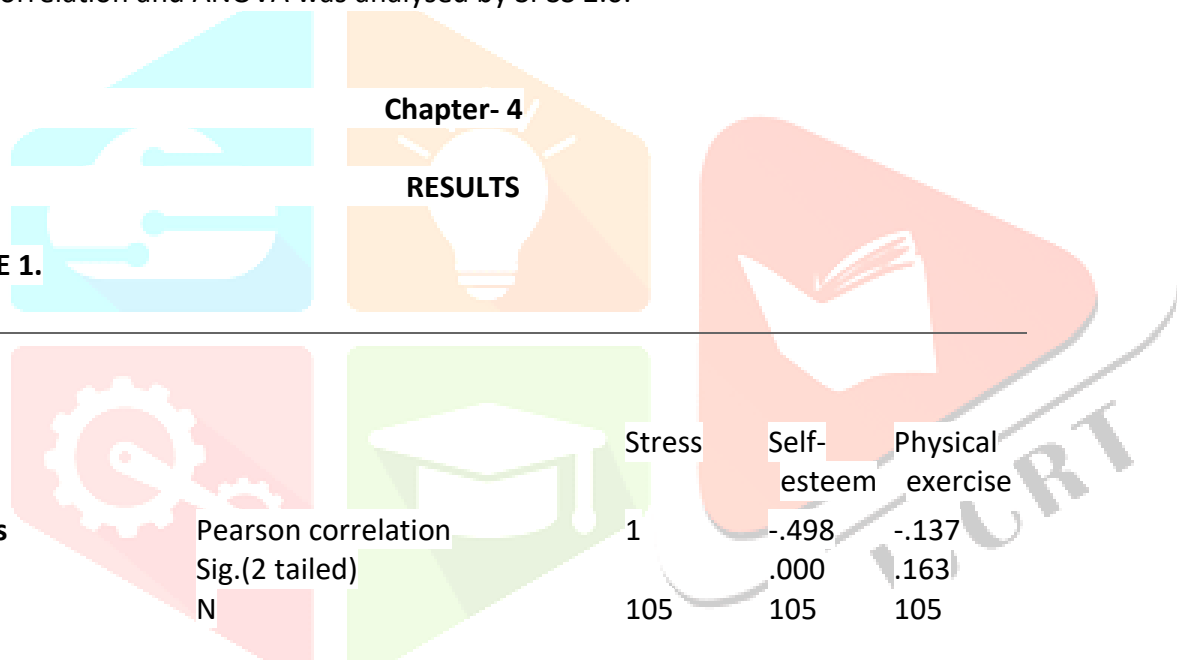 Chapter- 4
RESULTS
E 1.
Stress Self- Physical
esteem exercise
s Pearson correlation 1 -.498 -.137
Sig.(2 tailed) .000 .163
N 105 105 105